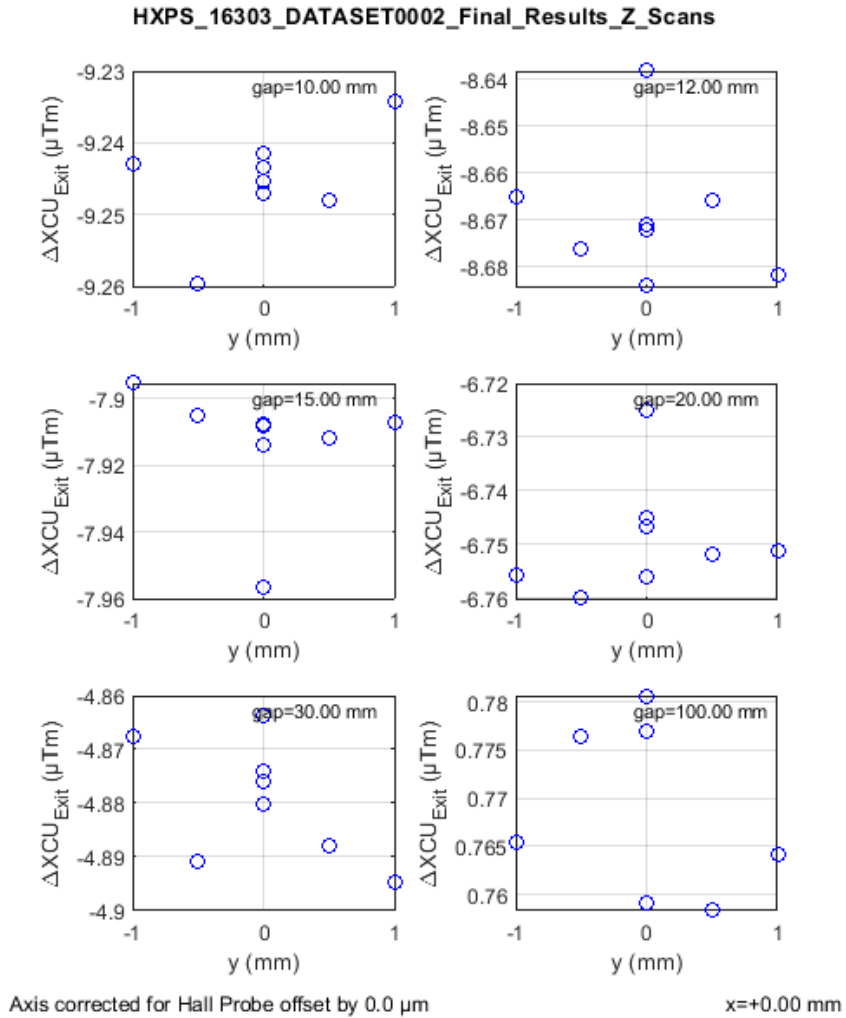 HXPS_16303_DATASET0002_Final_Results_Z_Scans
-9.23
-9.24
-9.25
-9.26
ΔXCU_Exit (µTm)
gap=10.00 mm
-1 0 1
y (mm)
-8.64
-8.65
-8.66
-8.67
-8.68
ΔXCU_Exit (µTm)
gap=12.00 mm
-1 0 1
y (mm)
-7.9
-7.92
-7.94
-7.96
ΔXCU_Exit (µTm)
gap=15.00 mm
-1 0 1
y (mm)
-6.72
-6.73
-6.74
-6.75
-6.76
ΔXCU_Exit (µTm)
gap=20.00 mm
-1 0 1
y (mm)
-4.86
-4.87
-4.88
-4.89
-4.9
ΔXCU_Exit (µTm)
gap=30.00 mm
-1 0 1
y (mm)
0.78
0.775
0.77
0.765
0.76
ΔXCU_Exit (µTm)
gap=100.00 mm
-1 0 1
y (mm)
Axis corrected for Hall Probe offset by 0.0 µm
x=+0.00 mm